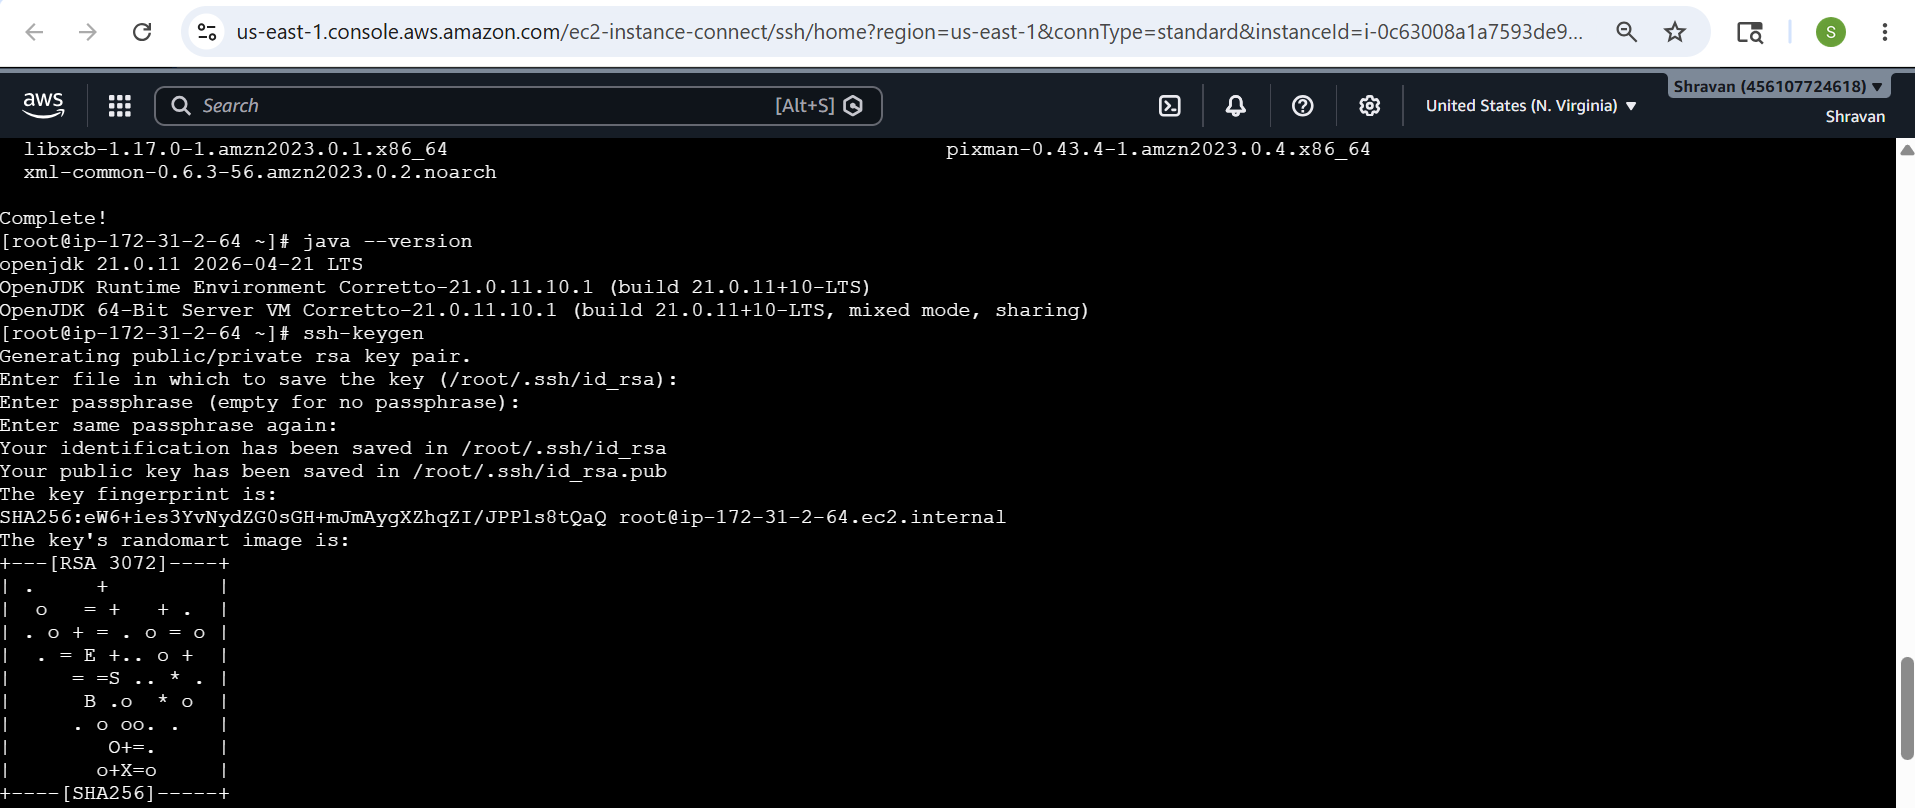 us-east-1.console.aws.amazon.com/ec2-instance-connect/ssh/home?region=us-east-1&connType=standard&instanceId=i-0c63008a1a7593de9...
S
aws
Search
[Alt+S]
United States (N. Virginia) ▼
Shravan (456107724618) ▼
Shravan
libxcb-1.17.0-1.amzn2023.0.1.x86_64 pixman-0.43.4-1.amzn2023.0.4.x86_64
xml-common-0.6.3-56.amzn2023.0.2.noarch
Complete!
[root@ip-172-31-2-64 ~]# java --version
openjdk 21.0.11 2026-04-21 LTS
OpenJDK Runtime Environment Corretto-21.0.11.10.1 (build 21.0.11+10-LTS)
OpenJDK 64-Bit Server VM Corretto-21.0.11.10.1 (build 21.0.11+10-LTS, mixed mode, sharing)
[root@ip-172-31-2-64 ~]# ssh-keygen
Generating public/private rsa key pair.
Enter file in which to save the key (/root/.ssh/id_rsa):
Enter passphrase (empty for no passphrase):
Enter same passphrase again:
Your identification has been saved in /root/.ssh/id_rsa
Your public key has been saved in /root/.ssh/id_rsa.pub
The key fingerprint is:
SHA256:eW6+ies3YvNydZG0sGH+mJmAygXZhqZI/JPPls8tQaQ root@ip-172-31-2-64.ec2.internal
The key's randomart image is:
+---[RSA 3072]----+
| .     +         |
|  o   = +   + .  |
| . o + = . o = o |
|  . = E +.. o +  |
|     = =S .. * . |
|      B .o  * o  |
|     . o oo. .   |
|        O+=.     |
|       o+X=o     |
+----[SHA256]-----+